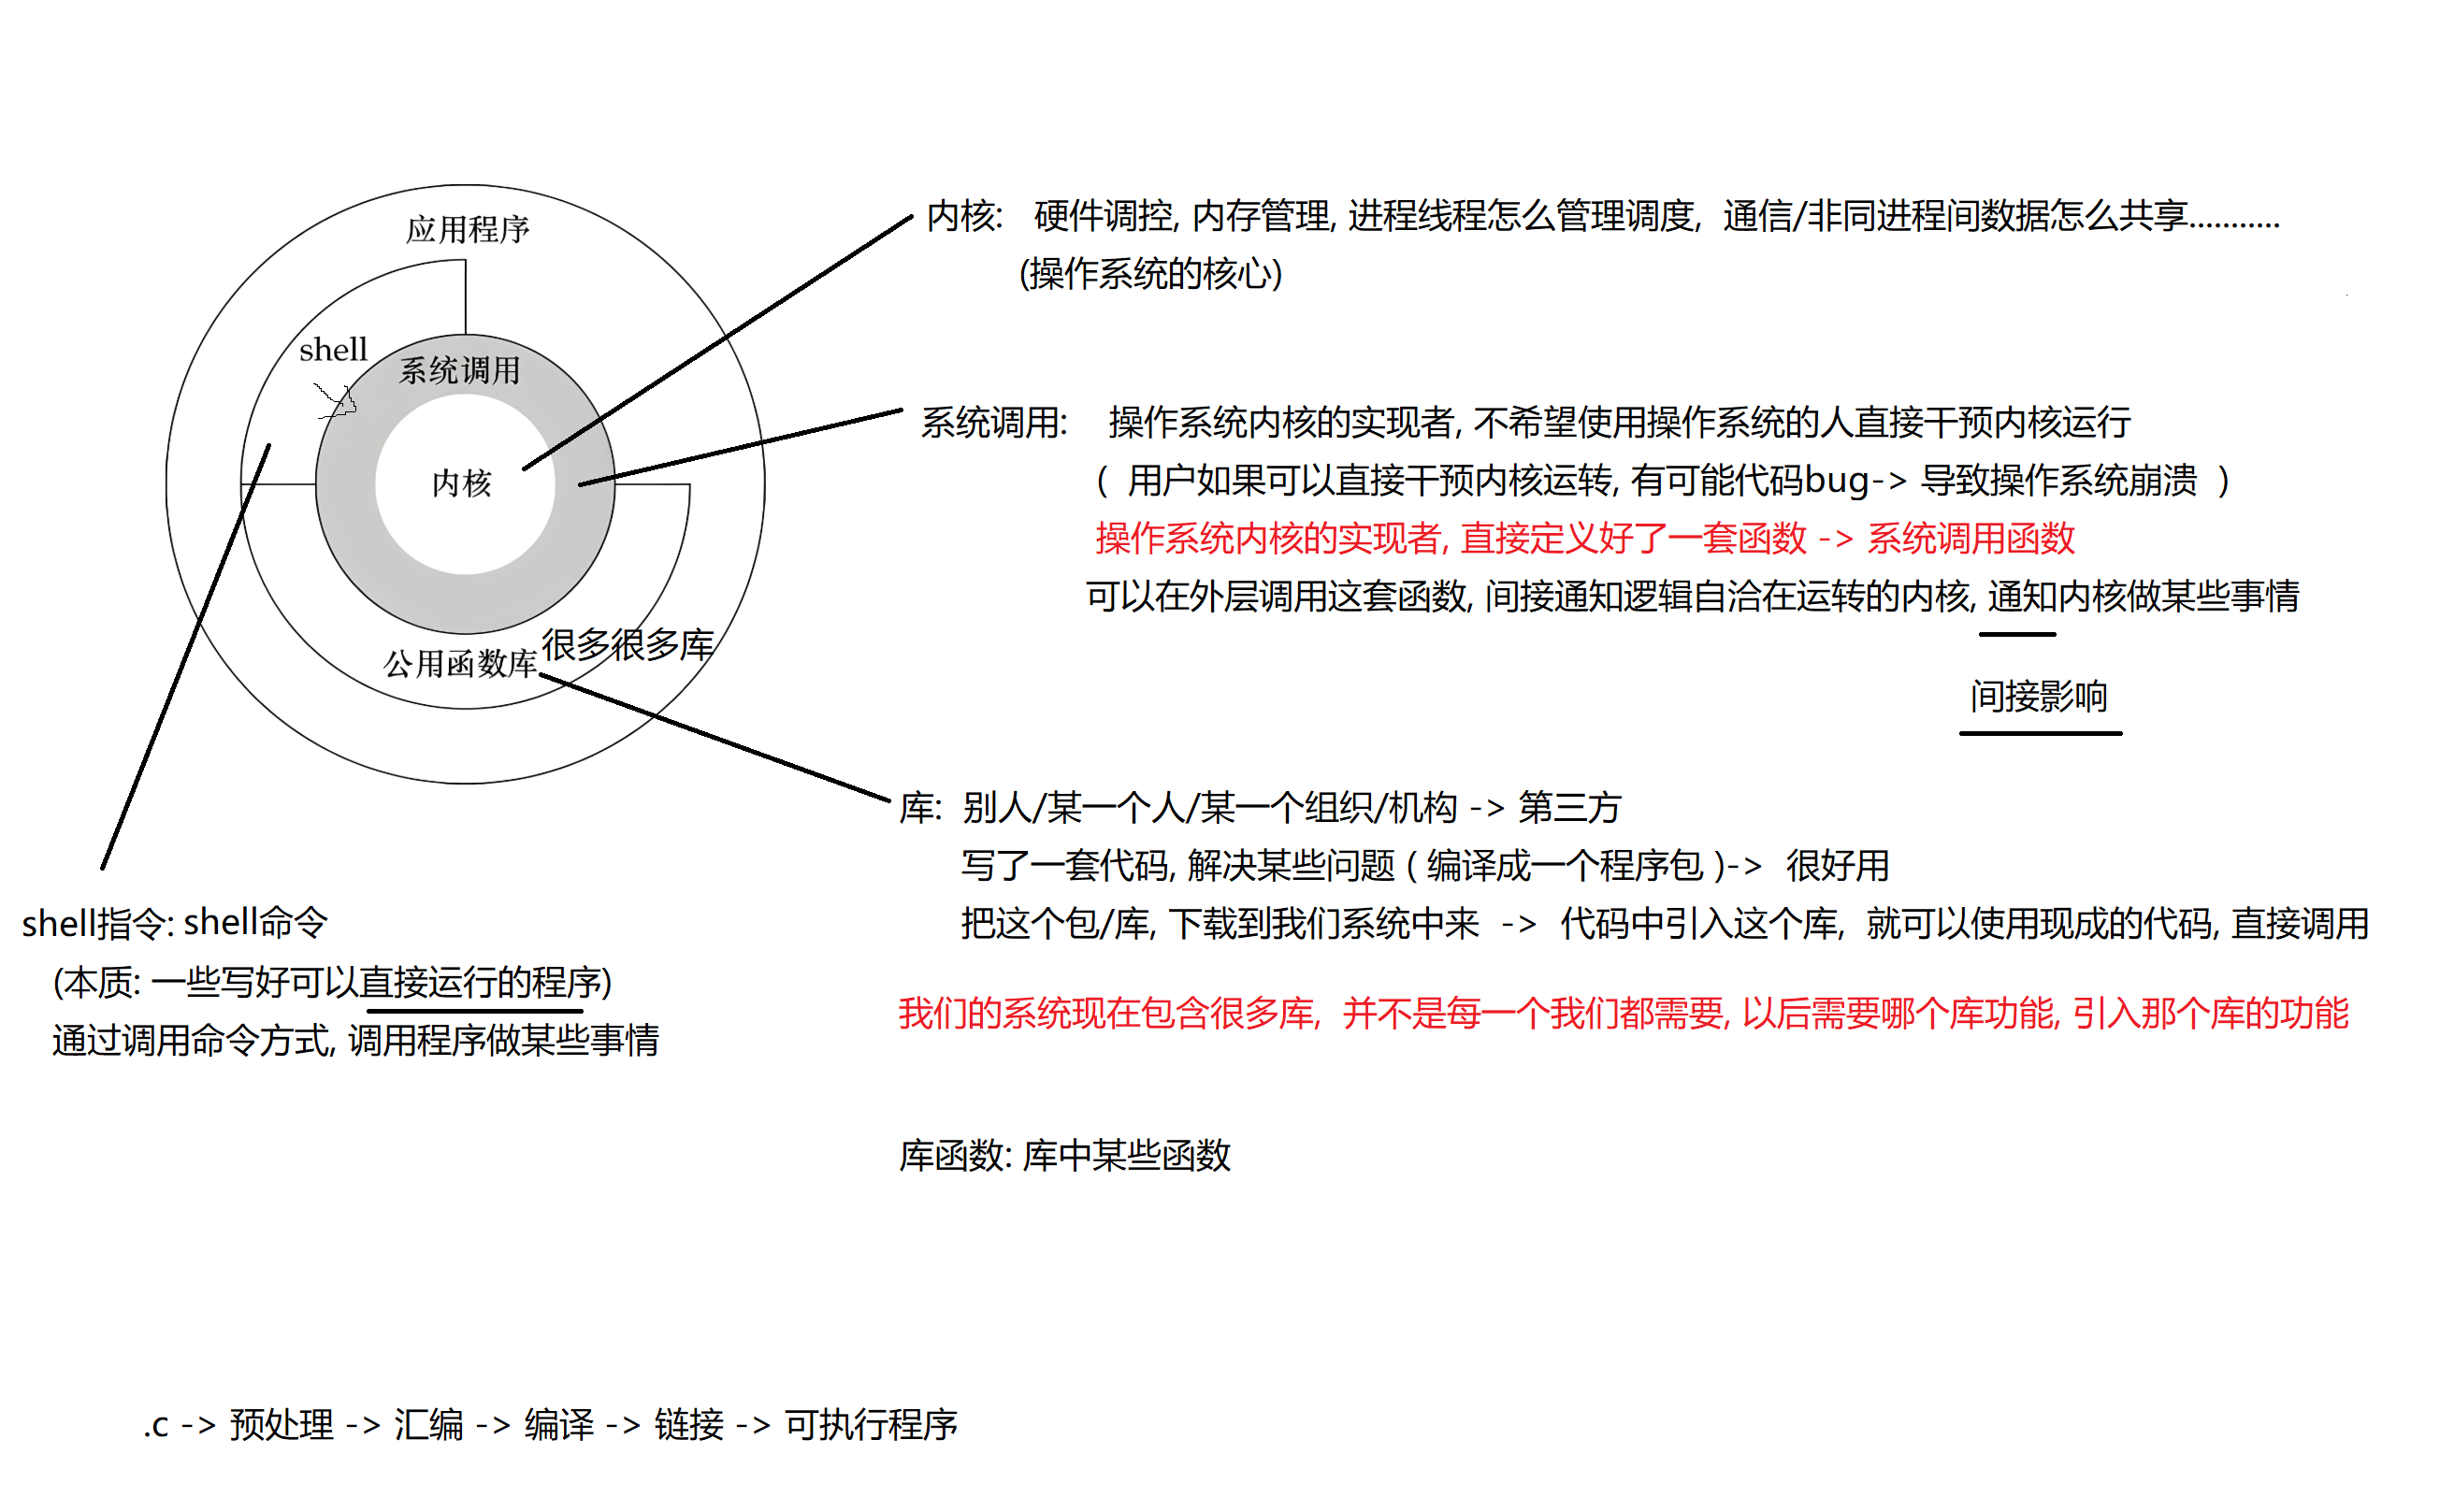 应用程序
shell
系统调用
内核
公用函数库
很多很多库
内核: 硬件调控, 内存管理, 进程线程怎么管理调度, 通信/非同进程间数据怎么共享...........
(操作系统的核心)
系统调用: 操作系统内核的实现者, 不希望使用操作系统的人直接干预内核运行
( 用户如果可以直接干预内核运转, 有可能代码bug-> 导致操作系统崩溃 )
操作系统内核的实现者, 直接定义好了一套函数 -> 系统调用函数
可以在外层调用这套函数, 间接通知逻辑自洽在运转的内核, 通知内核做某些事情
间接影响
库: 别人/某一个人/某一个组织/机构 -> 第三方
写了一套代码, 解决某些问题 ( 编译成一个程序包 )-> 很好用
把这个包/库, 下载到我们系统中来 -> 代码中引入这个库, 就可以使用现成的代码, 直接调用
我们的系统现在包含很多库, 并不是每一个我们都需要, 以后需要哪个库功能, 引入那个库的功能
库函数: 库中某些函数
shell指令: shell命令
(本质: 一些写好可以直接运行的程序)
通过调用命令方式, 调用程序做某些事情
.c -> 预处理 -> 汇编 -> 编译 -> 链接 -> 可执行程序